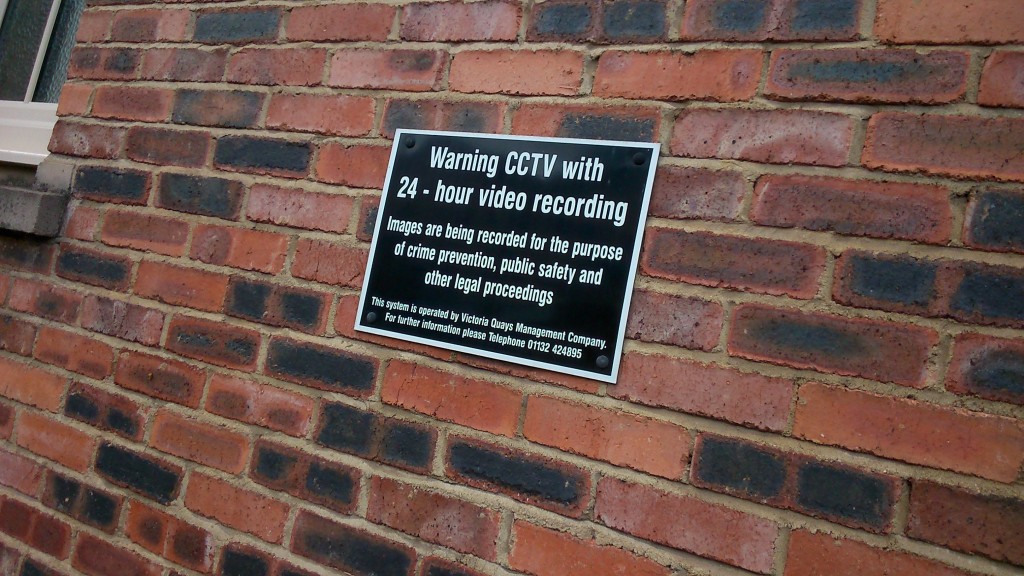 Warning CCTV with
24 - hour video recording
Images are being recorded for the purpose
of crime prevention, public safety and
other legal proceedings
This system is operated by Victoria Quays Management Company.
For further information please Telephone 01132 424895